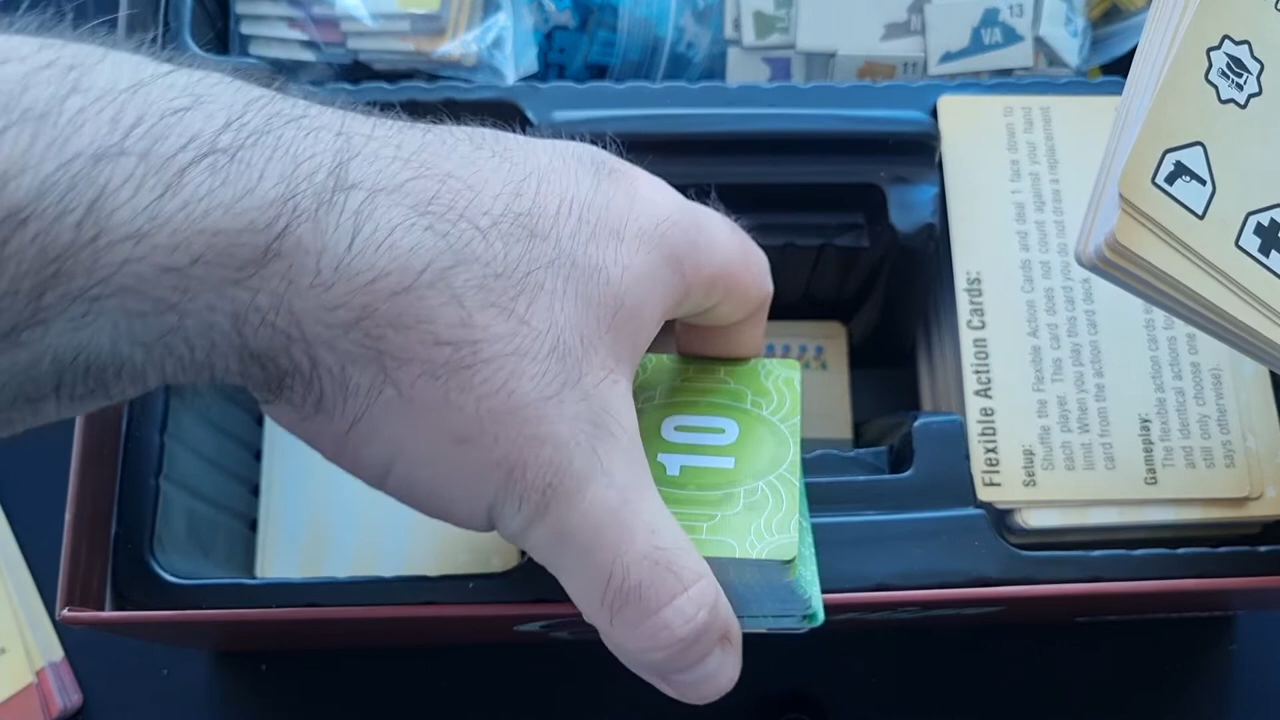 13
VA
N
11
10
Flexible Action Cards:
Setup:
Shuffle the Flexible Action Cards and deal 1 face down to
each player. This card does not count against your hand
limit. When you play this card you do not draw a replacement
card from the action card deck
Gameplay:
The flexible action cards
and identical actions for
still only choose one
says otherwise).